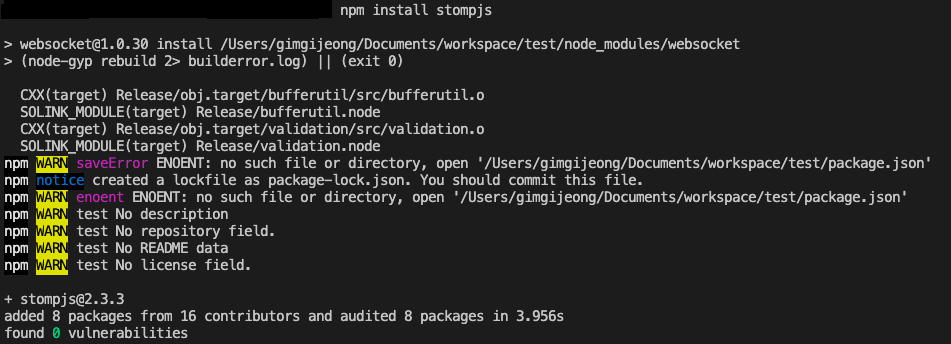 npm install stompjs
> websocket@1.0.30 install /Users/gimgijeong/Documents/workspace/test/node_modules/websocket
> (node-gyp rebuild 2> builderror.log) || (exit 0)
CXX(target) Release/obj.target/bufferutil/src/bufferutil.o
SOLINK_MODULE(target) Release/bufferutil.node
CXX(target) Release/obj.target/validation/src/validation.o
SOLINK_MODULE(target) Release/validation.node
npm WARN saveError ENOENT: no such file or directory, open '/Users/gimgijeong/Documents/workspace/test/package.json'
npm notice created a lockfile as package-lock.json. You should commit this file.
npm WARN enoent ENOENT: no such file or directory, open '/Users/gimgijeong/Documents/workspace/test/package.json'
npm WARN test No description
npm WARN test No repository field.
npm WARN test No README data
npm WARN test No license field.
+ stompjs@2.3.3
added 8 packages from 16 contributors and audited 8 packages in 3.956s
found 0 vulnerabilities